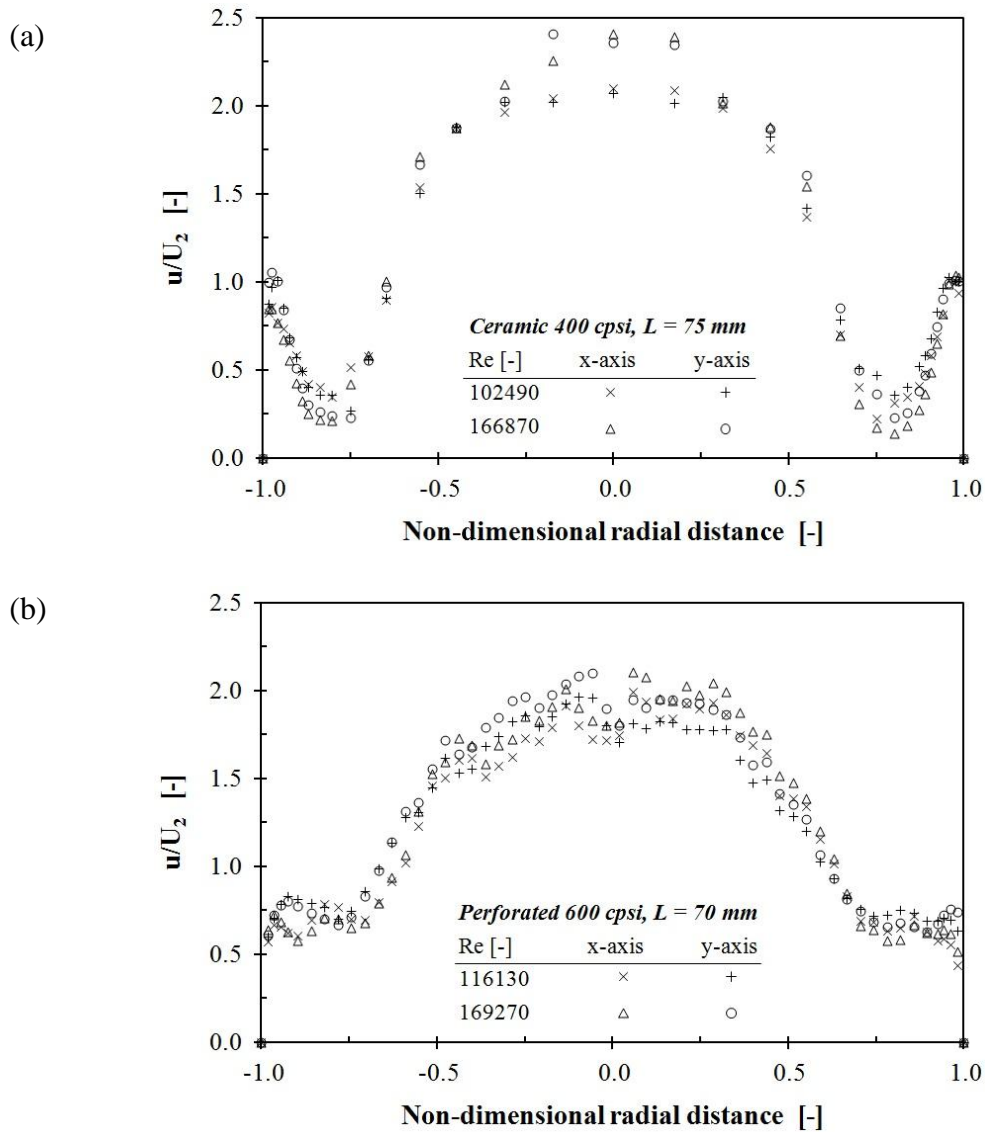 (a)
2.5
2.0
1.5
1.0
0.5
0.0
u/U2 [-]
Ceramic 400 cpsi, L = 75 mm
Re [-] x-axis y-axis
102490 × +
166870 △ ○
-1.0 -0.5 0.0 0.5 1.0
Non-dimensional radial distance [-]
(b)
2.5
2.0
1.5
1.0
0.5
0.0
u/U2 [-]
Perforated 600 cpsi, L = 70 mm
Re [-] x-axis y-axis
116130 × +
169270 △ ○
-1.0 -0.5 0.0 0.5 1.0
Non-dimensional radial distance [-]